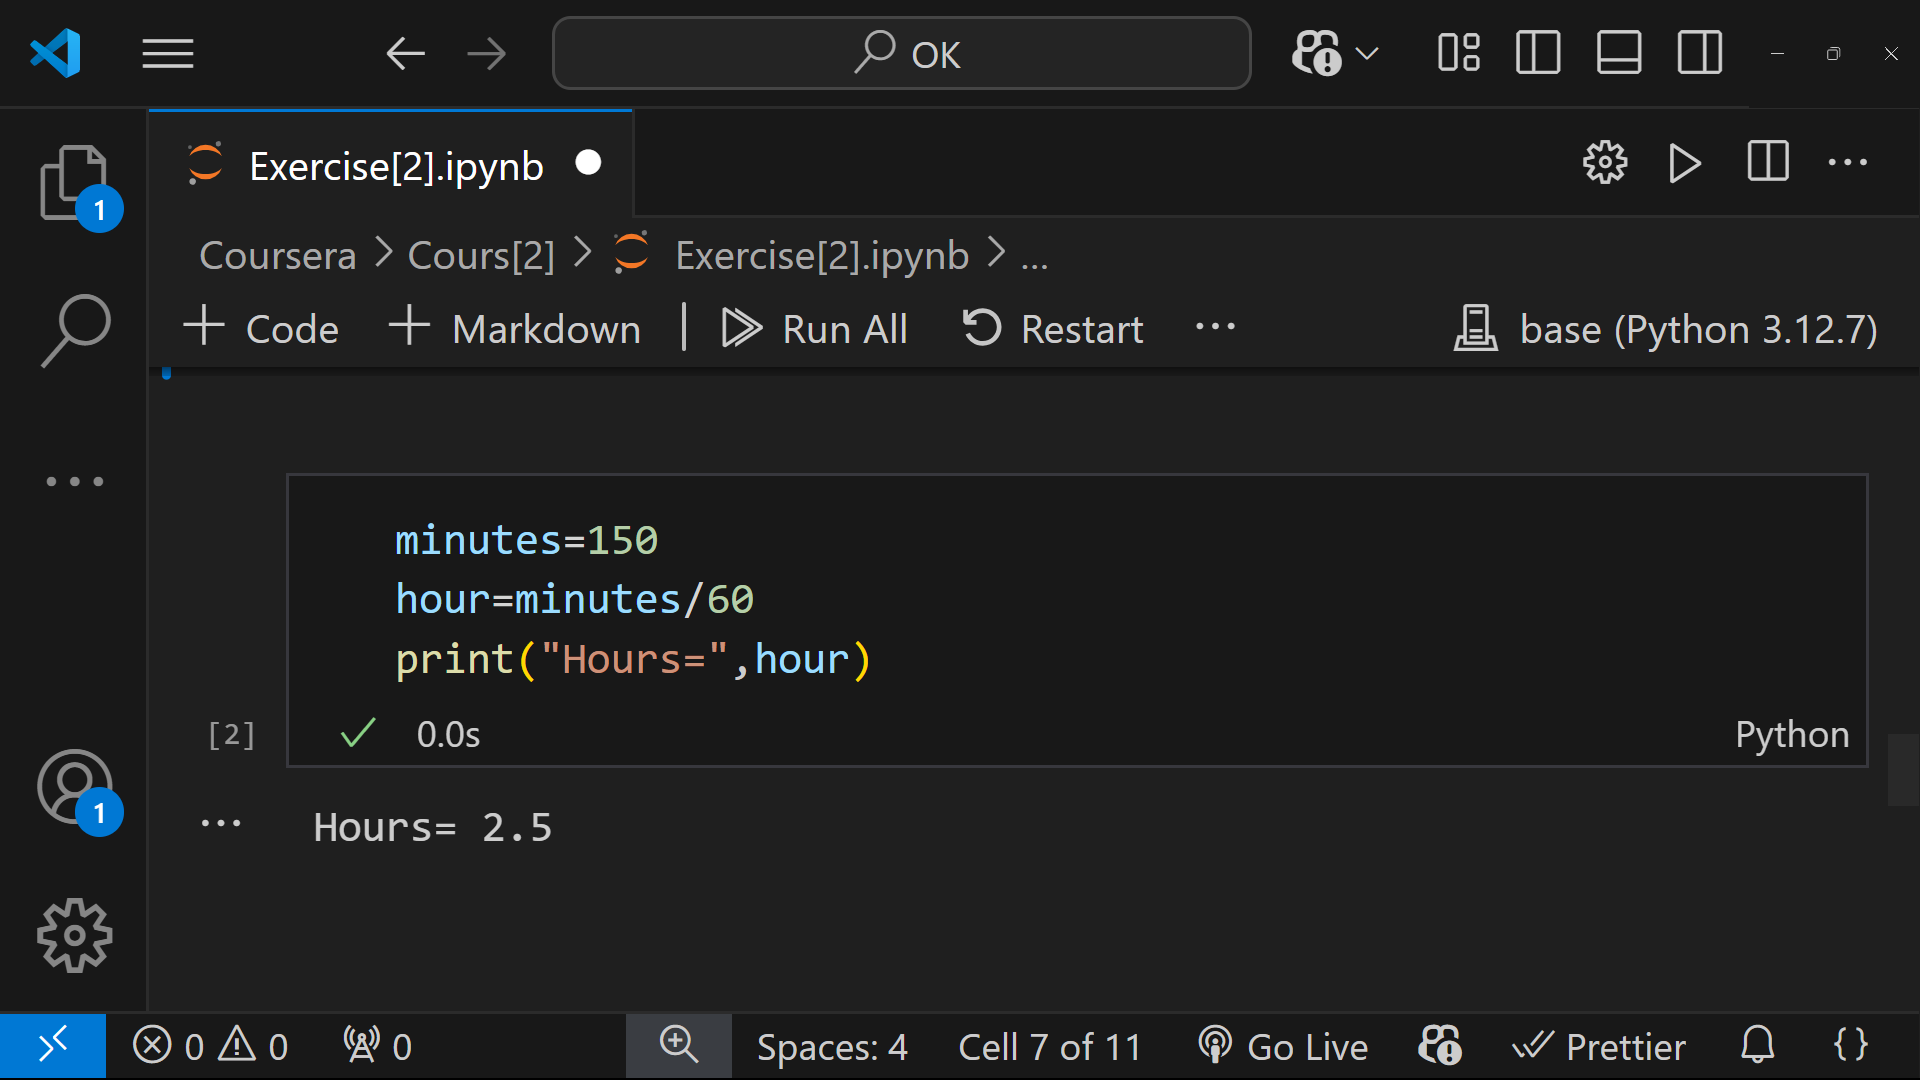 OK
1
Exercise[2].ipynb
Coursera > Cours[2] > Exercise[2].ipynb > ...
Code Markdown | Run All Restart ... base (Python 3.12.7)
minutes=150
hour=minutes/60
print("Hours=",hour)
[2] 0.0s Python
Hours= 2.5
1
0 0 0 Spaces: 4 Cell 7 of 11 Go Live Prettier {}